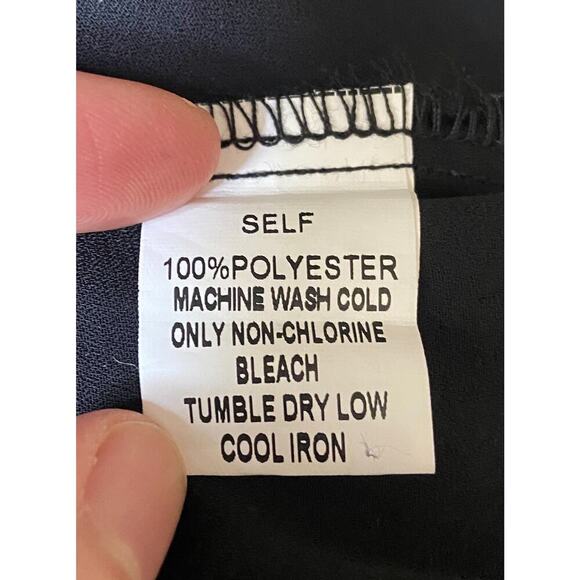 SELF
100%POLYESTER
MACHINE WASH COLD
ONLY NON-CHLORINE
BLEACH
TUMBLE DRY LOW
COOL IRON